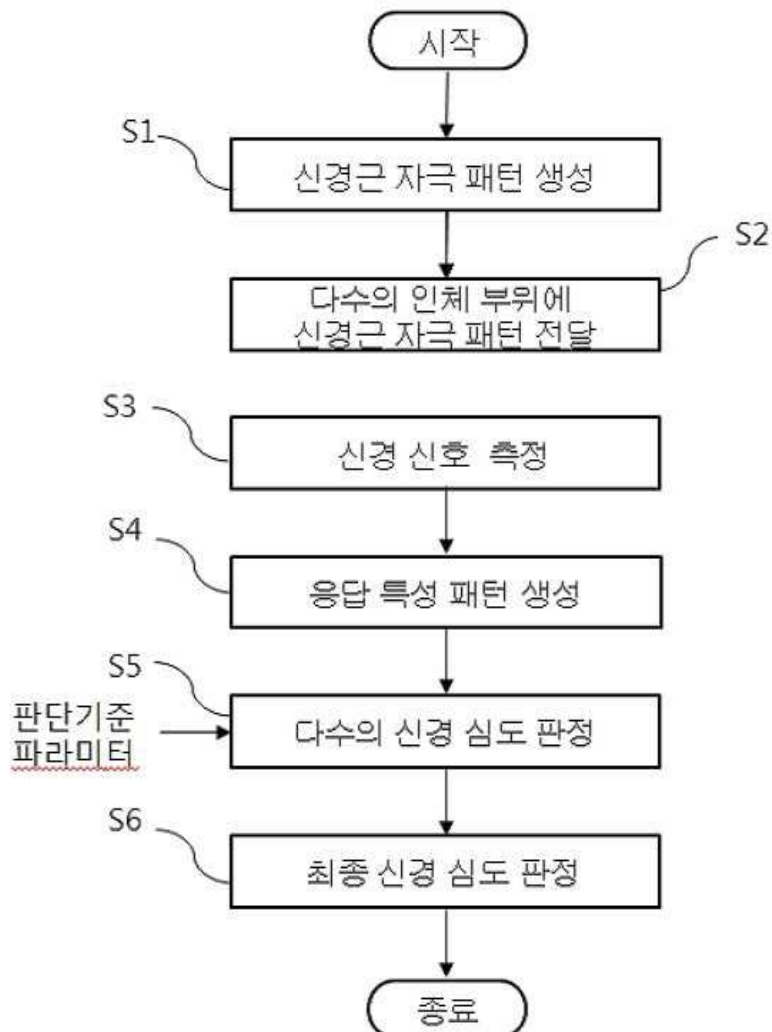 시작
S1
신경근 자극 패턴 생성
S2
다수의 인체 부위에
신경근 자극 패턴 전달
S3
신경 신호 측정
S4
응답 특성 패턴 생성
S5
판단기준
파라미터
다수의 신경 심도 판정
S6
최종 신경 심도 판정
종료